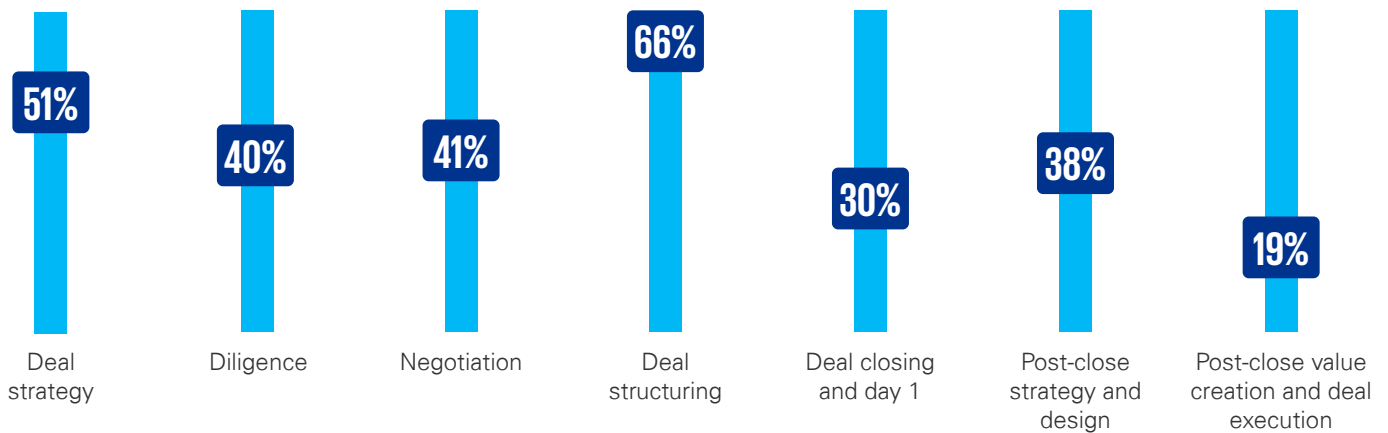 51%
40%
41%
66%
30%
38%
19%
Deal
strategy
Diligence
Negotiation
Deal
structuring
Deal closing
and day 1
Post-close
strategy and
design
Post-close value
creation and deal
execution